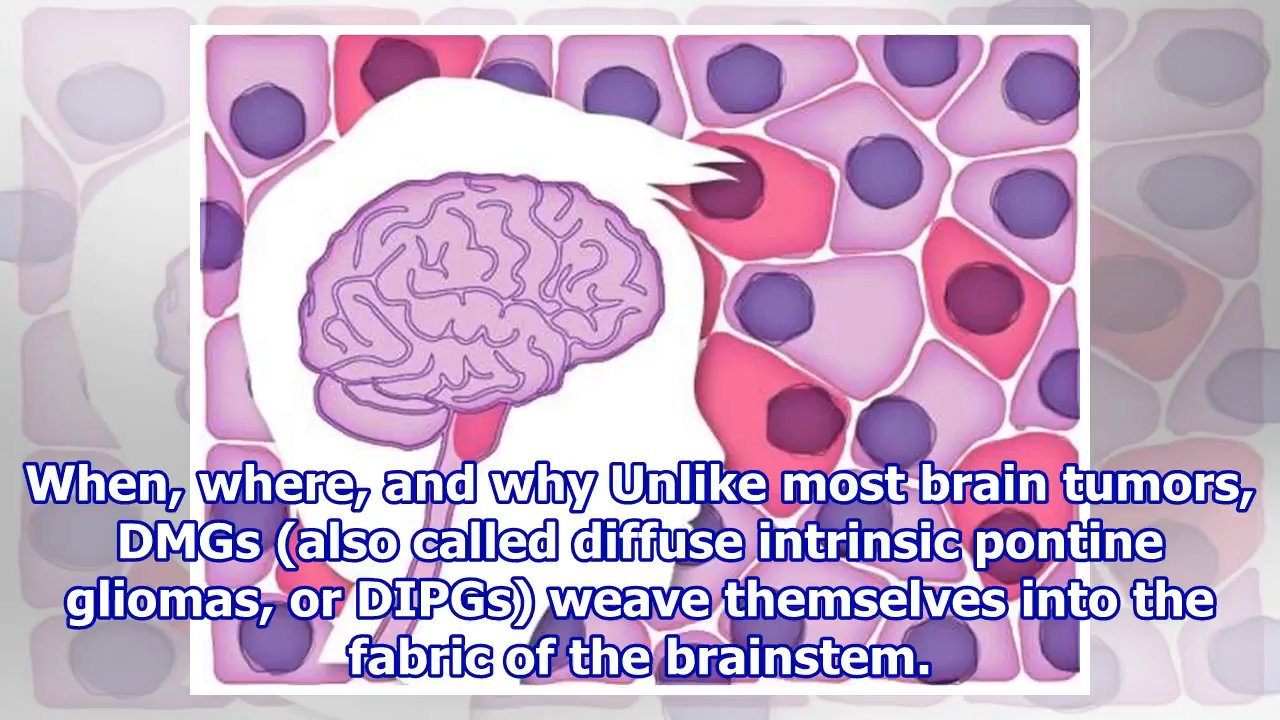 When, where, and why Unlike most brain tumors,
DMGs (also called diffuse intrinsic pontine
gliomas, or DIPGs) weave themselves into the
fabric of the brainstem.